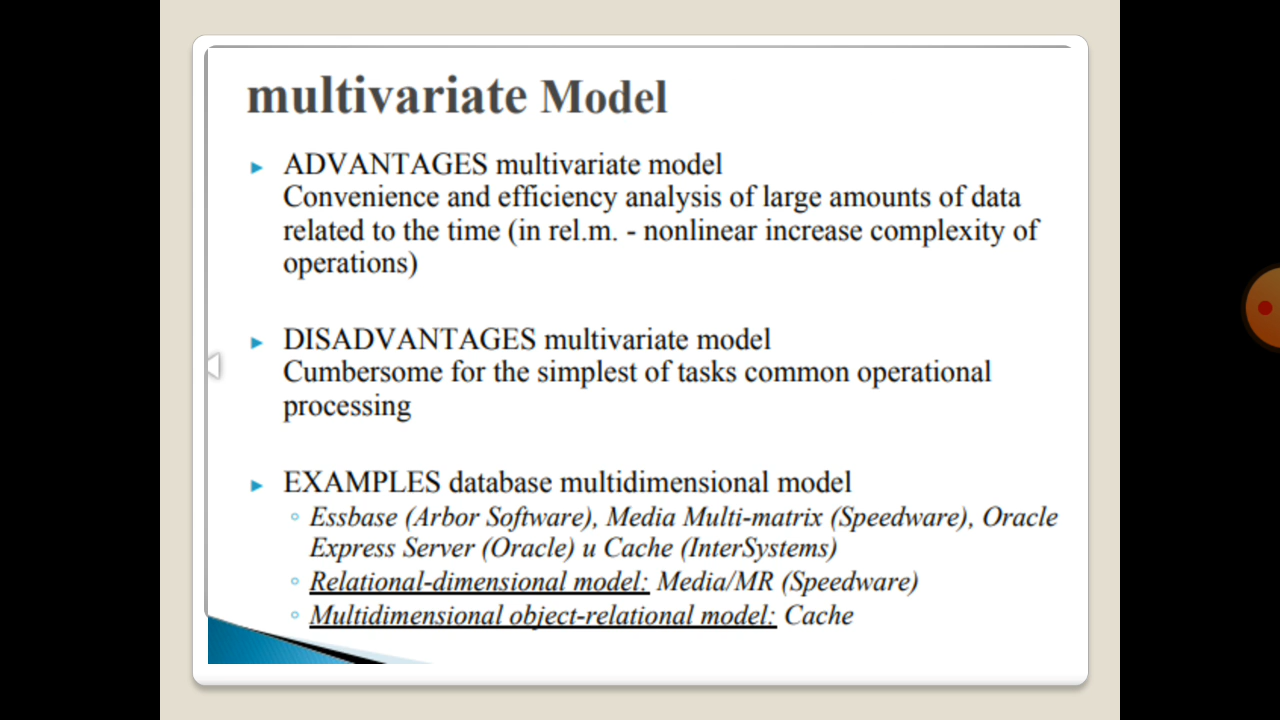 multivariate Model
ADVANTAGES multivariate model
Convenience and efficiency analysis of large amounts of data
related to the time (in rel.m. - nonlinear increase complexity of
operations)
DISADVANTAGES multivariate model
Cumbersome for the simplest of tasks common operational
processing
EXAMPLES database multidimensional model
Essbase (Arbor Software), Media Multi-matrix (Speedware), Oracle
Express Server (Oracle) и Cache (InterSystems)
Relational-dimensional model: Media/MR (Speedware)
Multidimensional object-relational model: Cache